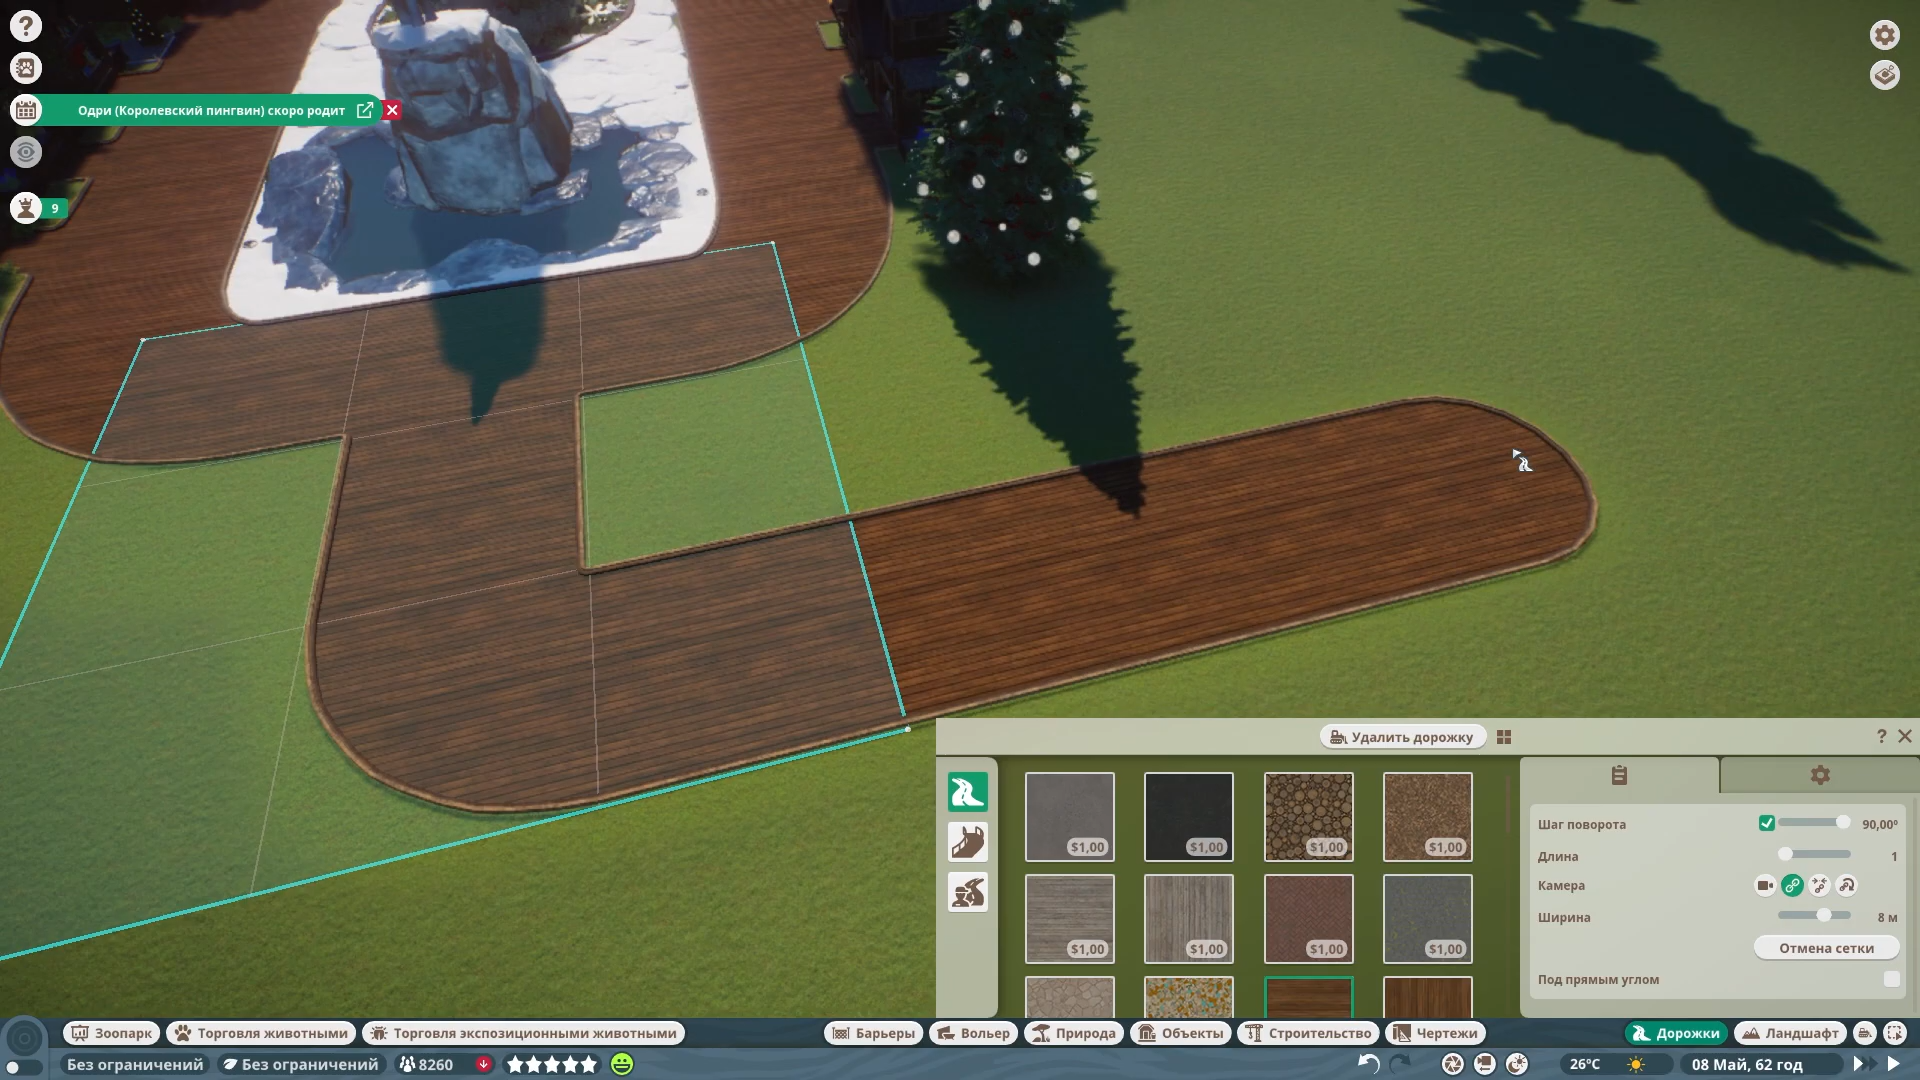 ?
Одри (Королевский пингвин) скоро родит
9
Удалить дорожку
?
$1,00 $1,00 $1,00 $1,00
$1,00 $1,00 $1,00 $1,00
Шаг поворота 90,00º
Длина 1
Камера
Ширина 8 м
Отмена сетки
Под прямым углом
Зоопарк Торговля животными Торговля экспозиционными животными Барьеры Вольер Природа Объекты Строительство Чертежи Дорожки Ландшафт
Без ограничений Без ограничений 8260 26°C 08 Май, 62 год